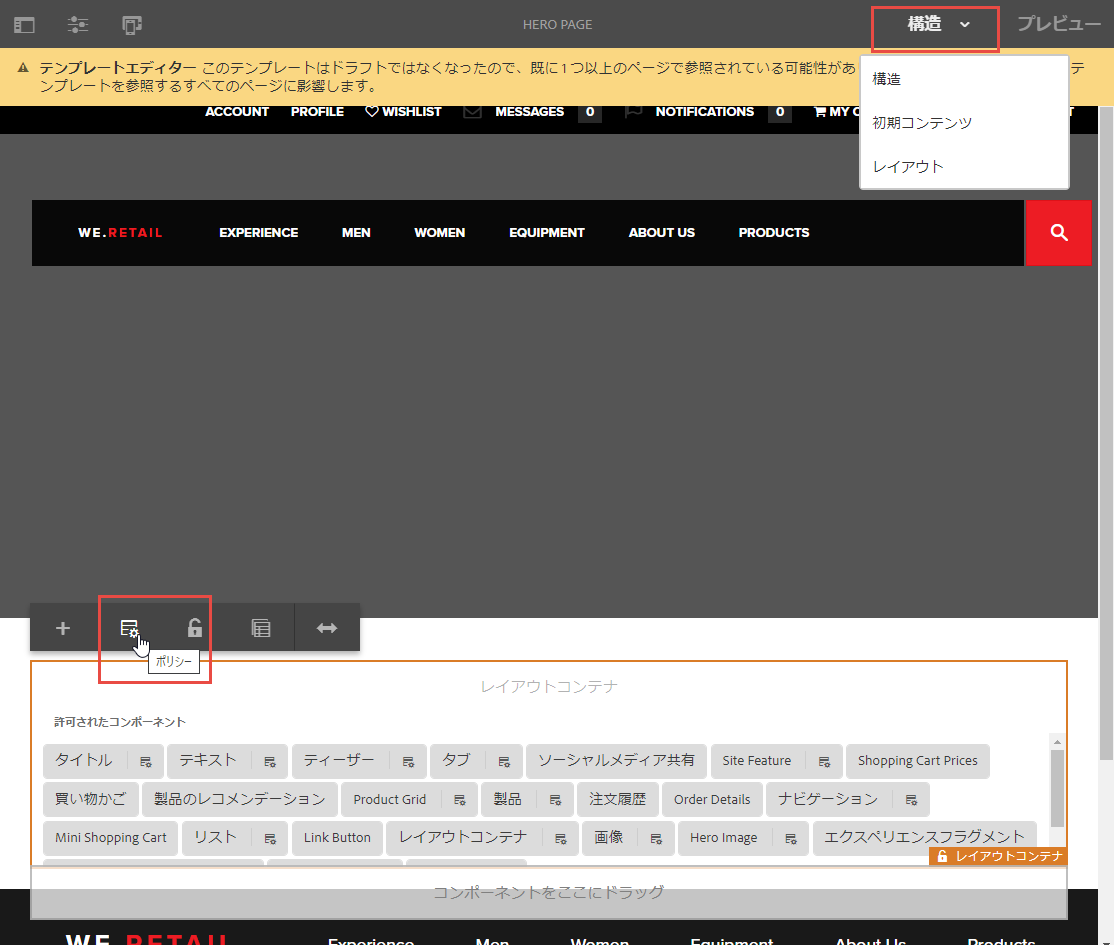 HERO PAGE
構造
プレビュー
テンプレートエディター このテンプレートはドラフトではなくなったので、既に 1 つ以上のページで参照されている可能性があ
テ
ンプレートを参照するすべてのページに影響します。
構造
初期コンテンツ
レイアウト
ACCOUNT PROFILE WISHLIST MESSAGES 0 NOTIFICATIONS 0 MY
WE.RETAIL EXPERIENCE MEN WOMEN EQUIPMENT ABOUT US PRODUCTS
ポリシー
レイアウトコンテナ
許可されたコンポーネント
タイトル テキスト ティーザー タブ ソーシャルメディア共有 Site Feature Shopping Cart Prices
買い物かご 製品のレコメンデーション Product Grid 製品 注文履歴 Order Details ナビゲーション
Mini Shopping Cart リスト Link Button レイアウトコンテナ 画像 Hero Image エクスペリエンスフラグメント
レイアウトコンテナ
コンポーネントをここにドラッグ
WE.RETAIL Experience Men Women Equipment About Us Products